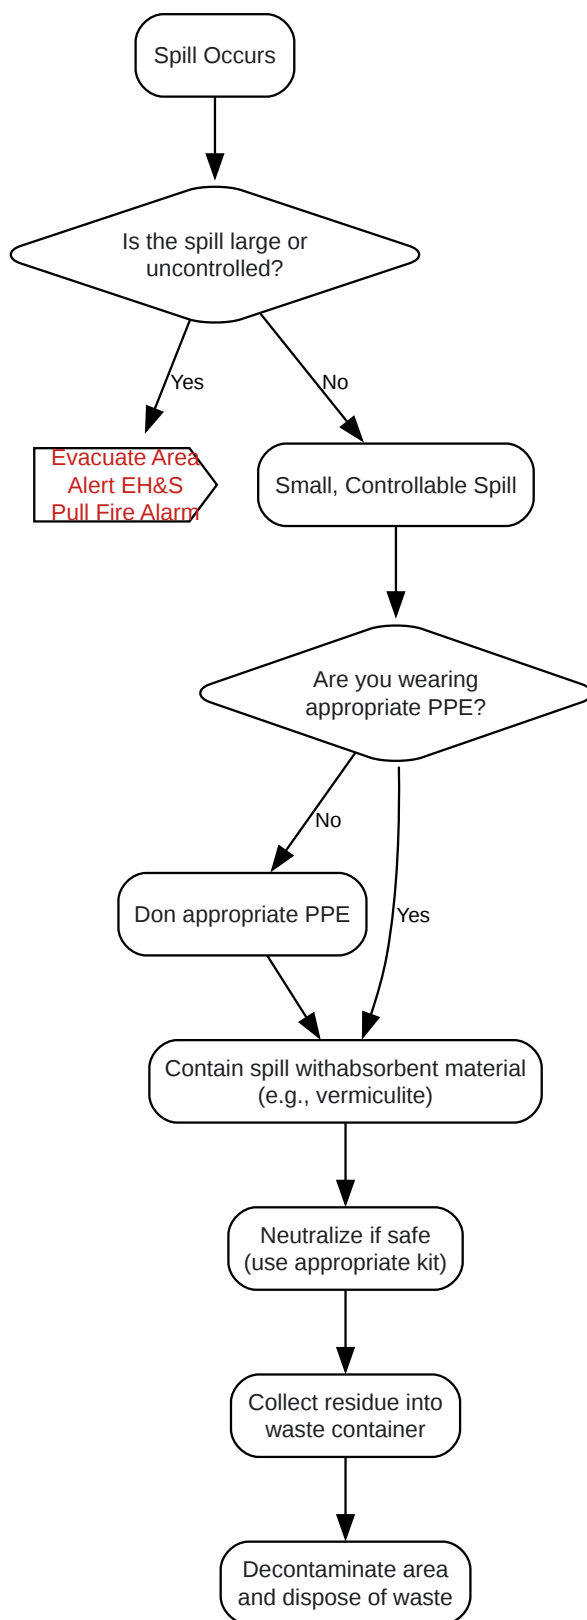 Spill Occurs
Is the spill large or
uncontrolled?
Yes
No
Evacuate Area
Alert EH&S
Pull Fire Alarm
Small, Controllable Spill
Are you wearing
appropriate PPE?
No
Don appropriate PPE
Yes
Contain spill withabsorbent material
(e.g., vermiculite)
Neutralize if safe
(use appropriate kit)
Collect residue into
waste container
Decontaminate area
and dispose of waste